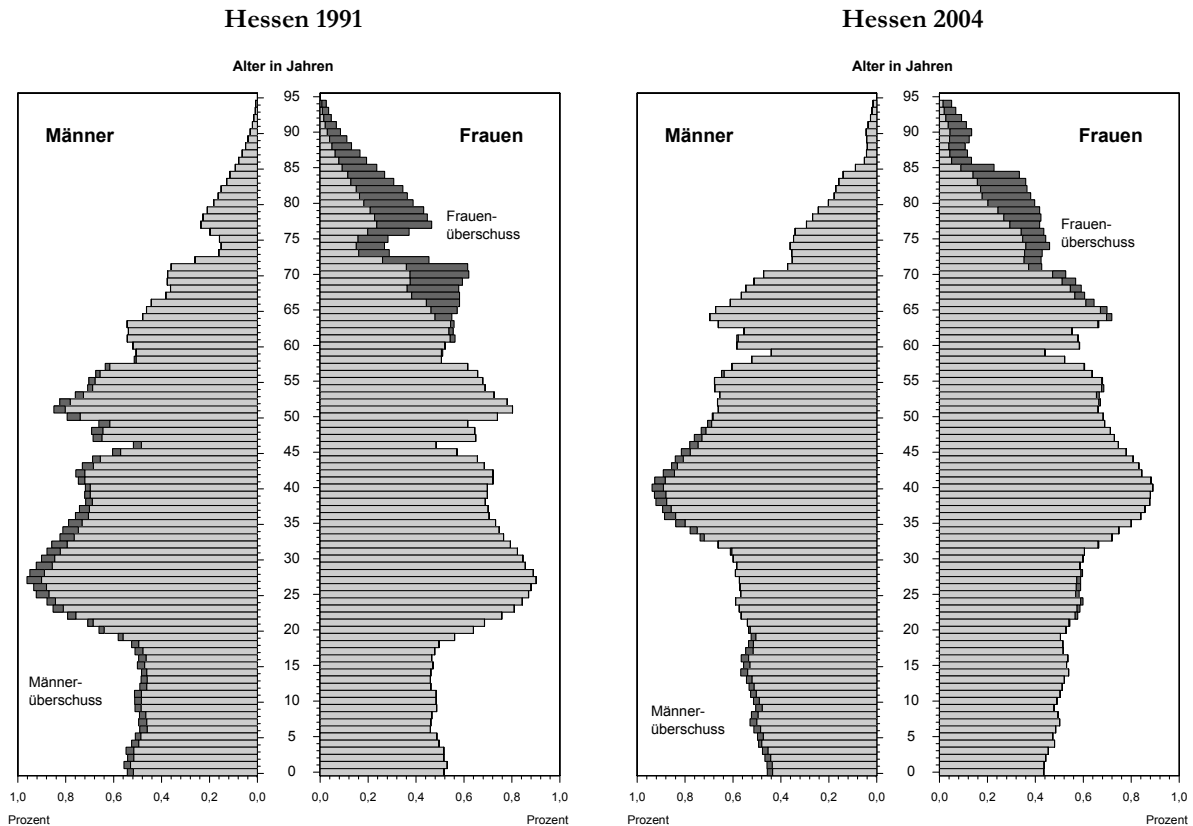 Hessen 1991
Alter in Jahren
Männer
Frauen
95
90
85
80
75
70
65
60
55
50
45
40
35
30
25
20
15
10
5
0
Frauen-
überschuss
Männer-
überschuss
1,0 0,8 0,6 0,4 0,2 0,0
0,0 0,2 0,4 0,6 0,8 1,0
Prozent
Prozent
Hessen 2004
Alter in Jahren
Männer
Frauen
95
90
85
80
75
70
65
60
55
50
45
40
35
30
25
20
15
10
5
0
Frauen-
überschuss
Männer-
überschuss
1,0 0,8 0,6 0,4 0,2 0,0
0,0 0,2 0,4 0,6 0,8 1,0
Prozent
Prozent